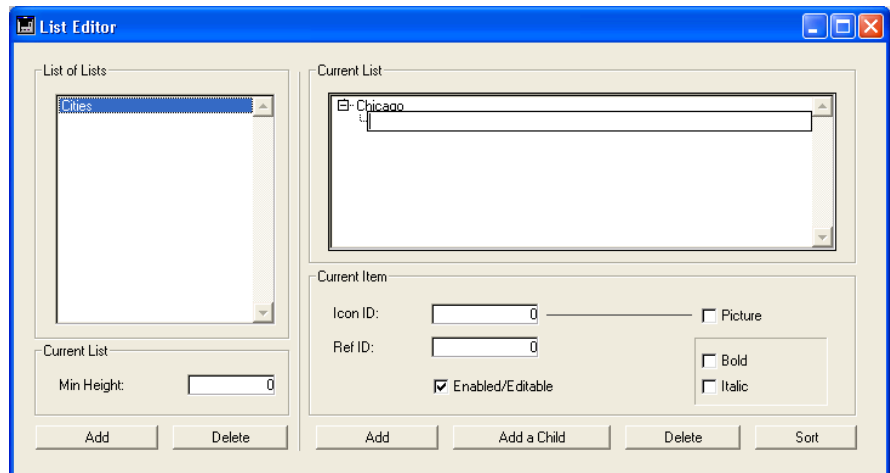 List Editor
List of Lists
Cities
Current List
Min Height: 0
Add Delete
Current List
Chicago
Current Item
Icon ID: 0 Picture
Ref ID: 0
Bold
Enabled/Editable Italic
Add Add a Child Delete Sort